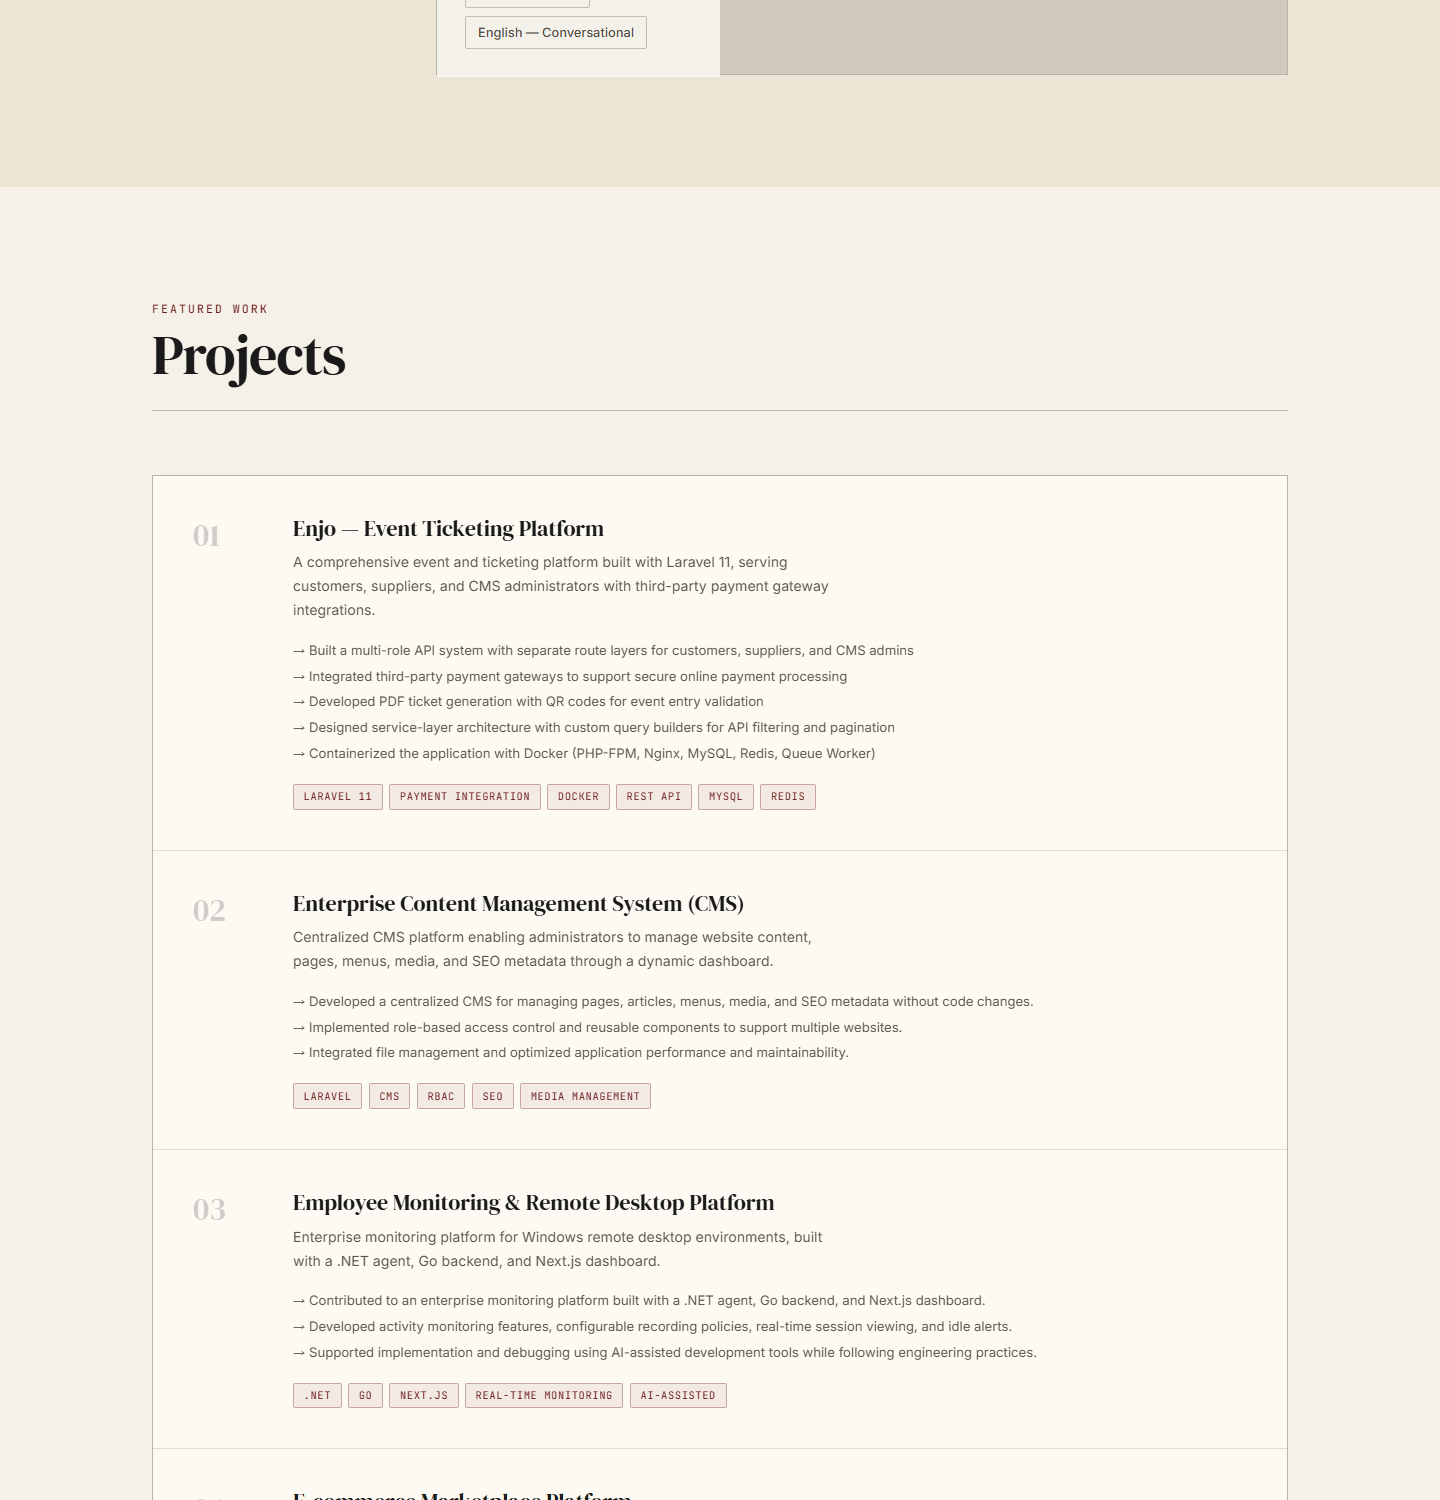 English — Conversational
FEATURED WORK
Projects
01
Enjo — Event Ticketing Platform
A comprehensive event and ticketing platform built with Laravel 11, serving
customers, suppliers, and CMS administrators with third-party payment gateway
integrations.
→ Built a multi-role API system with separate route layers for customers, suppliers, and CMS admins
→ Integrated third-party payment gateways to support secure online payment processing
→ Developed PDF ticket generation with QR codes for event entry validation
→ Designed service-layer architecture with custom query builders for API filtering and pagination
→ Containerized the application with Docker (PHP-FPM, Nginx, MySQL, Redis, Queue Worker)
LARAVEL 11 PAYMENT INTEGRATION DOCKER REST API MYSQL REDIS
02
Enterprise Content Management System (CMS)
Centralized CMS platform enabling administrators to manage website content,
pages, menus, media, and SEO metadata through a dynamic dashboard.
→ Developed a centralized CMS for managing pages, articles, menus, media, and SEO metadata without code changes.
→ Implemented role-based access control and reusable components to support multiple websites.
→ Integrated file management and optimized application performance and maintainability.
LARAVEL CMS RBAC SEO MEDIA MANAGEMENT
03
Employee Monitoring & Remote Desktop Platform
Enterprise monitoring platform for Windows remote desktop environments, built
with a .NET agent, Go backend, and Next.js dashboard.
→ Contributed to an enterprise monitoring platform built with a .NET agent, Go backend, and Next.js dashboard.
→ Developed activity monitoring features, configurable recording policies, real-time session viewing, and idle alerts.
→ Supported implementation and debugging using AI-assisted development tools while following engineering practices.
.NET GO NEXT.JS REAL-TIME MONITORING AI-ASSISTED
E-commerce Marketplace Platform